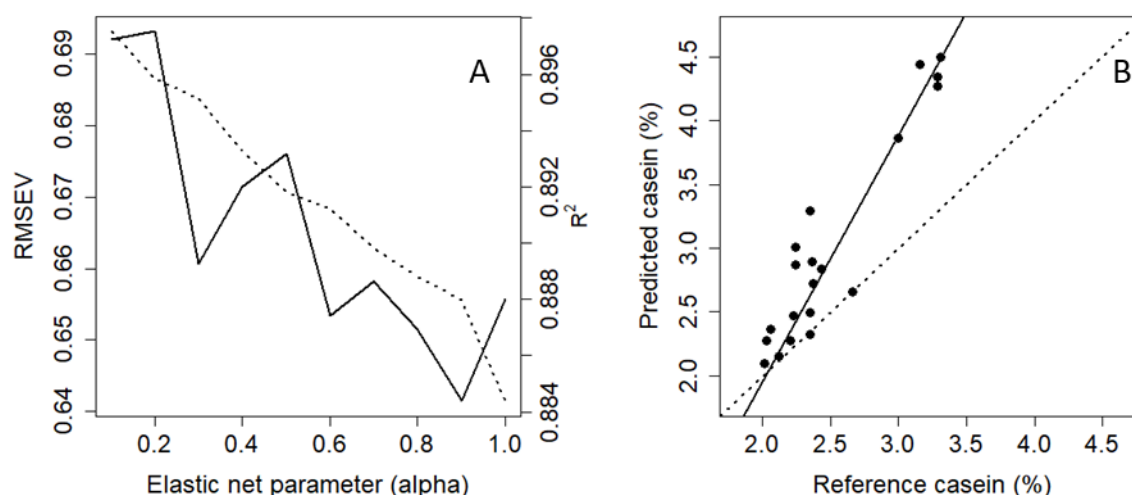 A
RMSEV
0.64 0.65 0.66 0.67 0.68 0.69
0.884 0.888 0.892 0.896
R²
0.2 0.4 0.6 0.8 1.0
Elastic net parameter (alpha)
B
Predicted casein (%)
2.0 2.5 3.0 3.5 4.0 4.5
2.0 2.5 3.0 3.5 4.0 4.5
Reference casein (%)